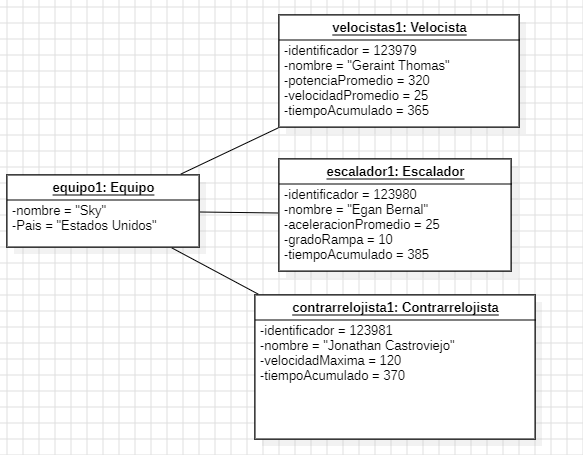 velocistas1: Velocista
-identificador = 123979
-nombre = "Geraint Thomas"
-potenciaPromedio = 320
-velocidadPromedio = 25
-tiempoAcumulado = 365
equipo1: Equipo
-nombre = "Sky"
-Pais = "Estados Unidos"
escalador1: Escalador
-identificador = 123980
-nombre = "Egan Bernal"
-aceleracionPromedio = 25
-gradoRampa = 10
-tiempoAcumulado = 385
contrarrelojista1: Contrarrelojista
-identificador = 123981
-nombre = "Jonathan Castroviejo"
-velocidadMaxima = 120
-tiempoAcumulado = 370